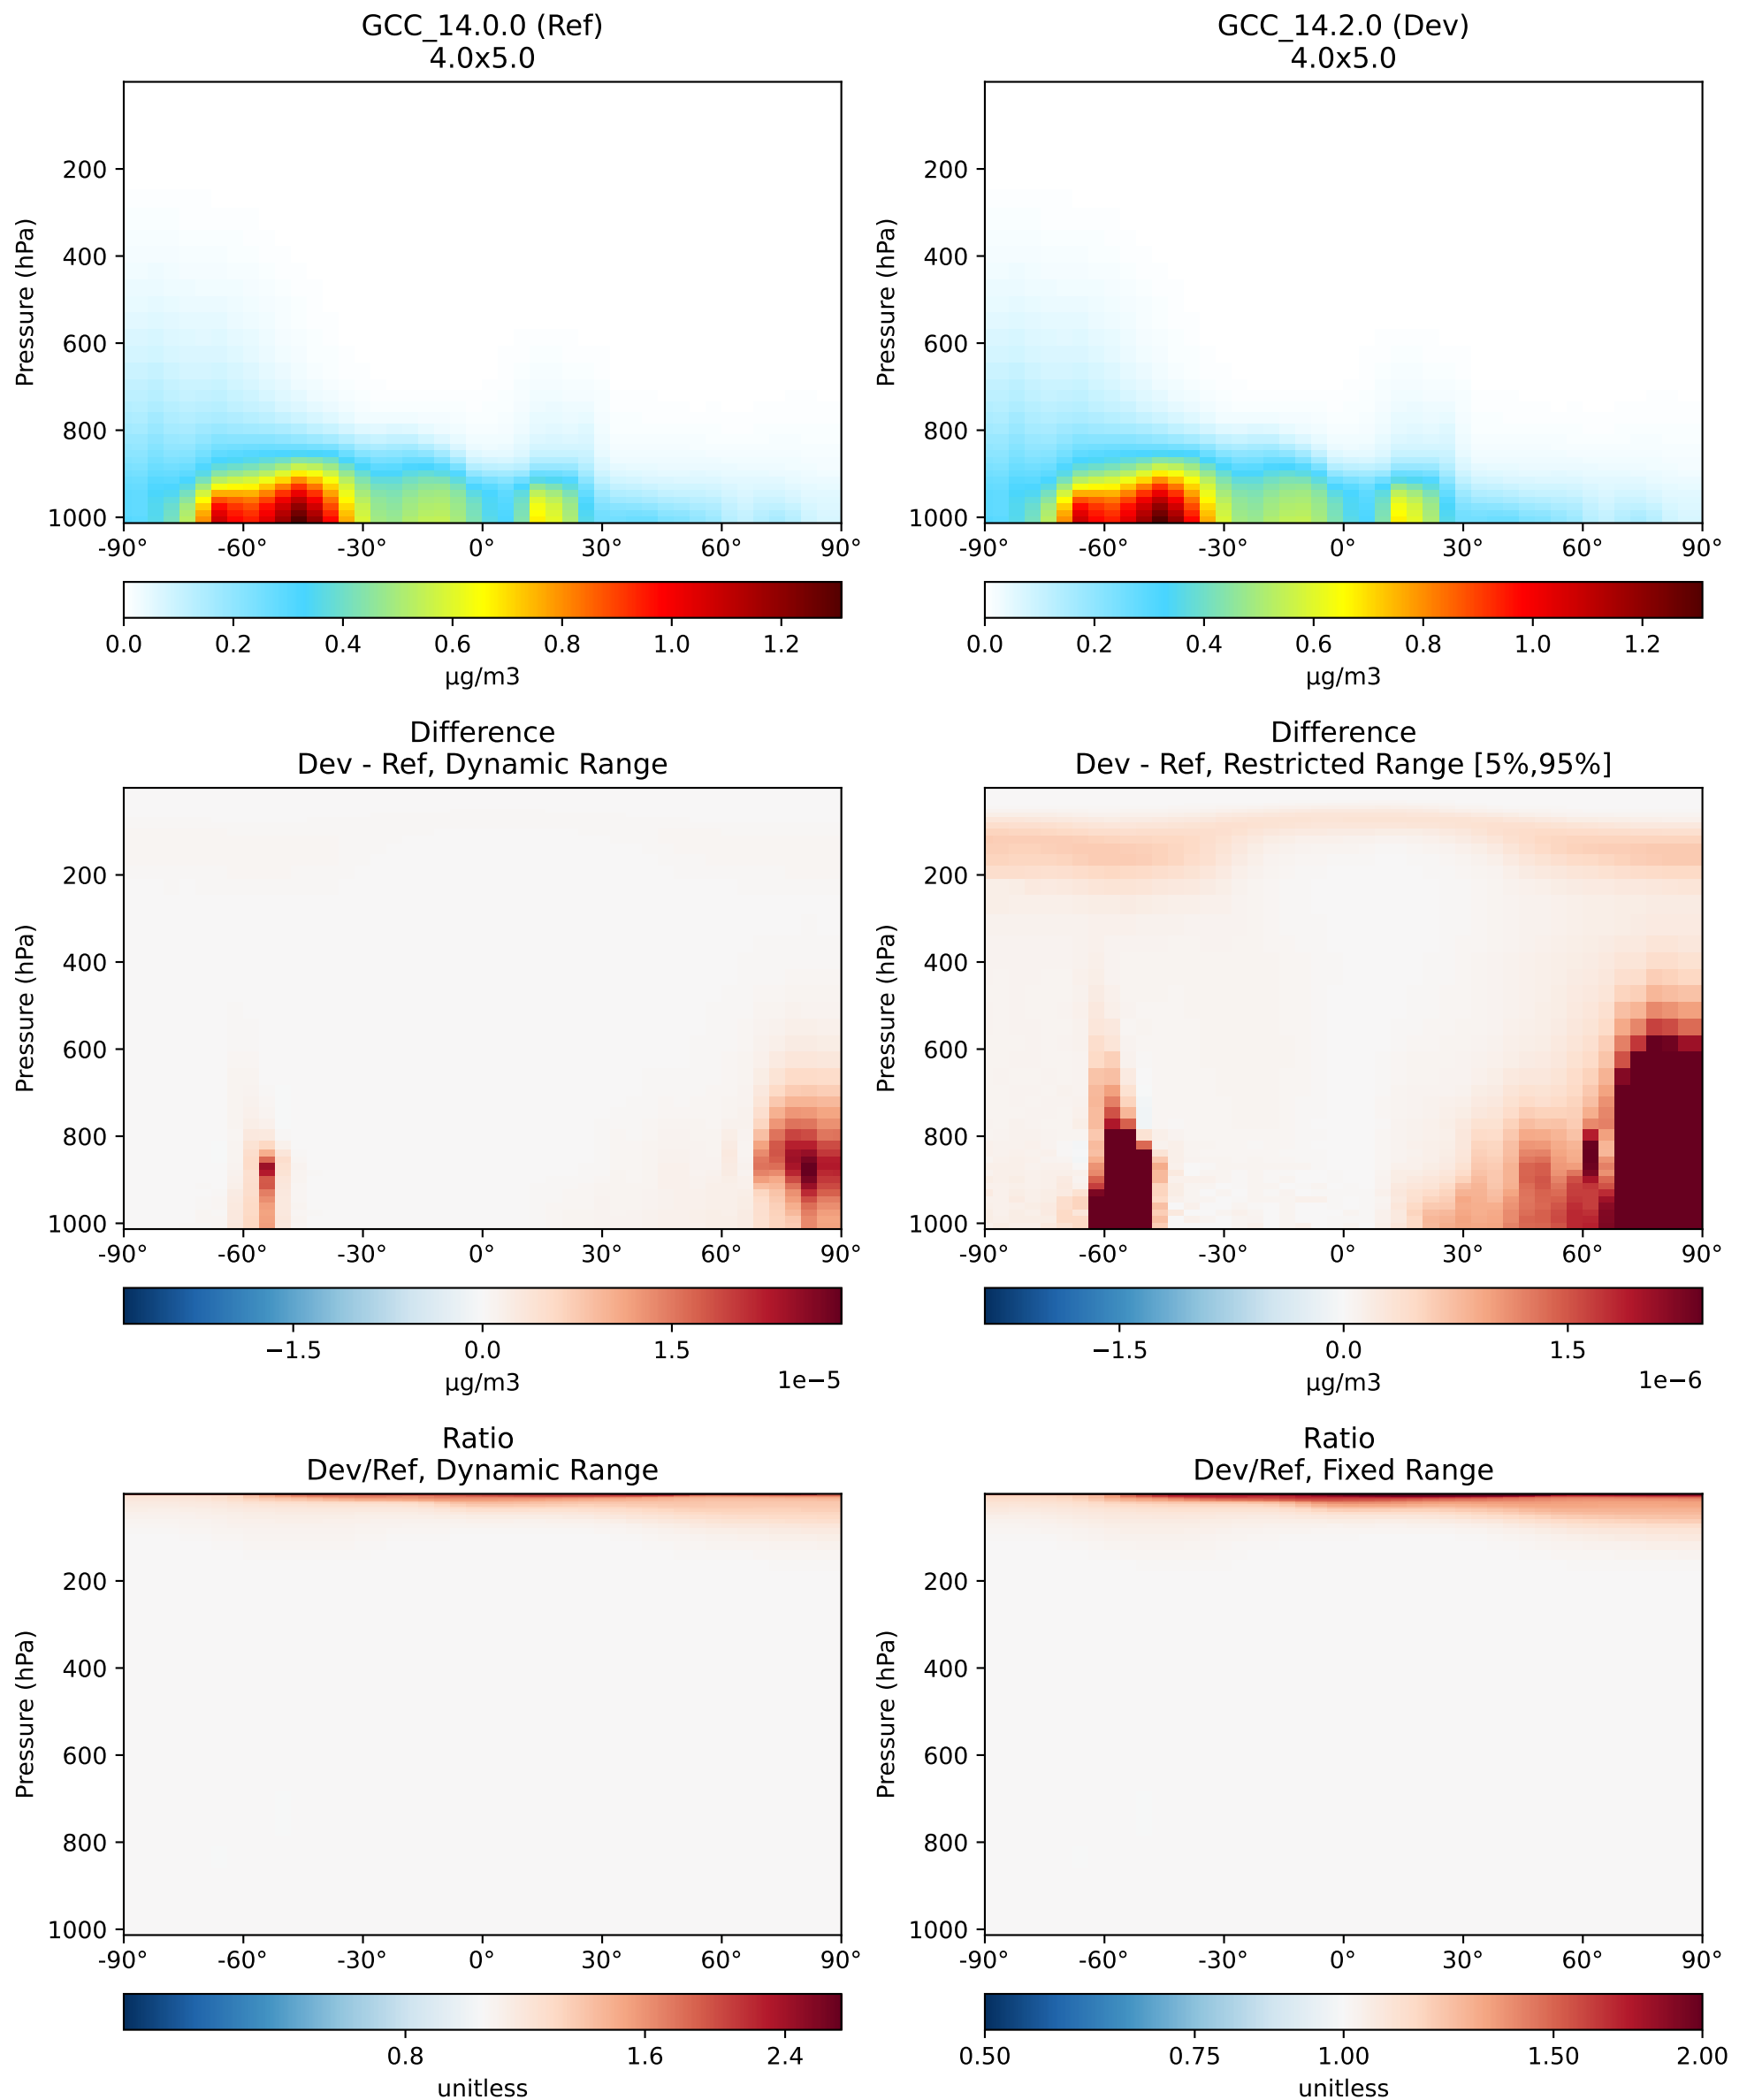 GCC_14.0.0 (Ref)
4.0x5.0
GCC_14.2.0 (Dev)
4.0x5.0
Pressure (hPa)
200
400
600
800
1000
-90° -60° -30° 0° 30° 60° 90°
0.0 0.2 0.4 0.6 0.8 1.0 1.2
µg/m3
Pressure (hPa)
200
400
600
800
1000
-90° -60° -30° 0° 30° 60° 90°
0.0 0.2 0.4 0.6 0.8 1.0 1.2
µg/m3
Difference
Dev - Ref, Dynamic Range
Pressure (hPa)
200
400
600
800
1000
-90° -60° -30° 0° 30° 60° 90°
−1.5 0.0 1.5
µg/m3
1e−5
Difference
Dev - Ref, Restricted Range [5%,95%]
Pressure (hPa)
200
400
600
800
1000
-90° -60° -30° 0° 30° 60° 90°
−1.5 0.0 1.5
µg/m3
1e−6
Ratio
Dev/Ref, Dynamic Range
Pressure (hPa)
200
400
600
800
1000
-90° -60° -30° 0° 30° 60° 90°
0.8 1.6 2.4
unitless
Ratio
Dev/Ref, Fixed Range
Pressure (hPa)
200
400
600
800
1000
-90° -60° -30° 0° 30° 60° 90°
0.50 0.75 1.00 1.50 2.00
unitless